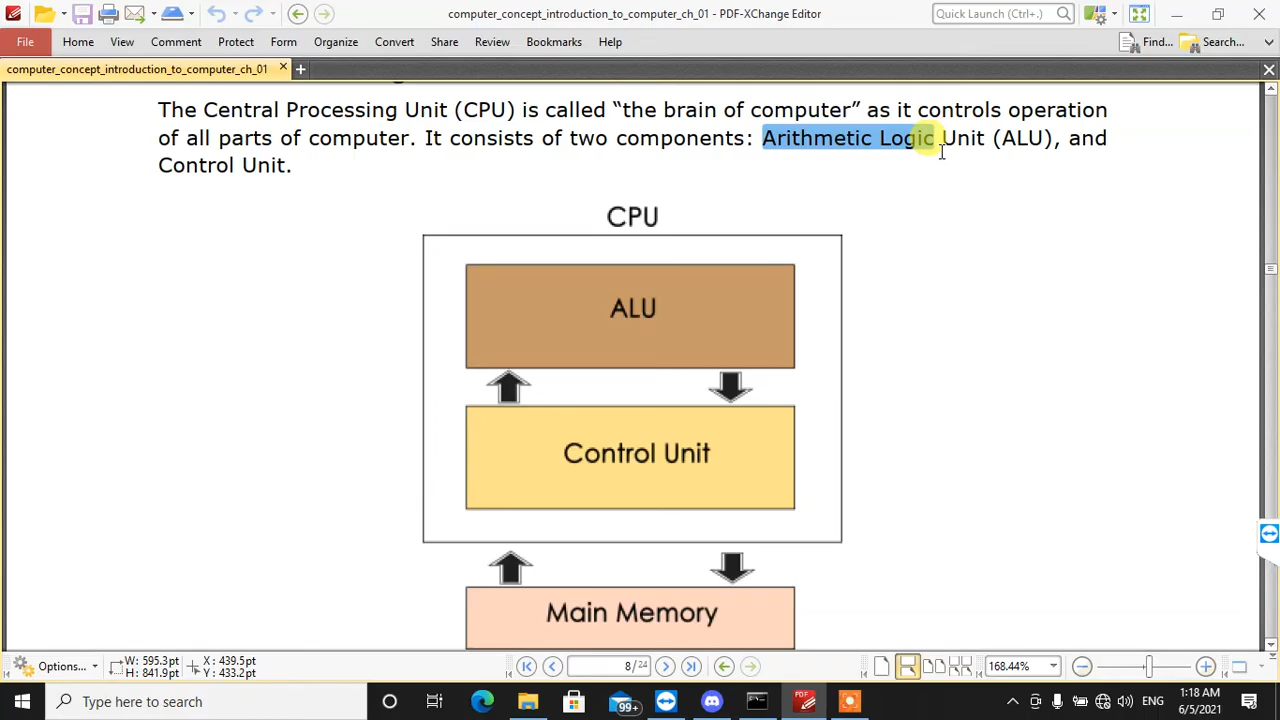 computer_concept_introduction_to_computer_ch_01 - PDF-XChange Edi
Quick Launch (Ctrl+.)
File Home View Comment Protect Form Organize Convert Share Review Bookmarks Help Find... Search...
computer_concept_introduction_to_computer_ch_01
The Central Processing Unit (CPU) is called “the brain of computer” as it controls operation
of all parts of computer. It consists of two components: Arithmetic Logic Unit (ALU), and
Control Unit.
CPU
ALU
Control Unit
Main Memory
Options... W: 595.3pt X: 439.5pt
H: 841.9pt Y: 433.2pt
8 / 24
168.44%
Type here to search
99+
PDF
ENG
1:18 AM
6/5/2021